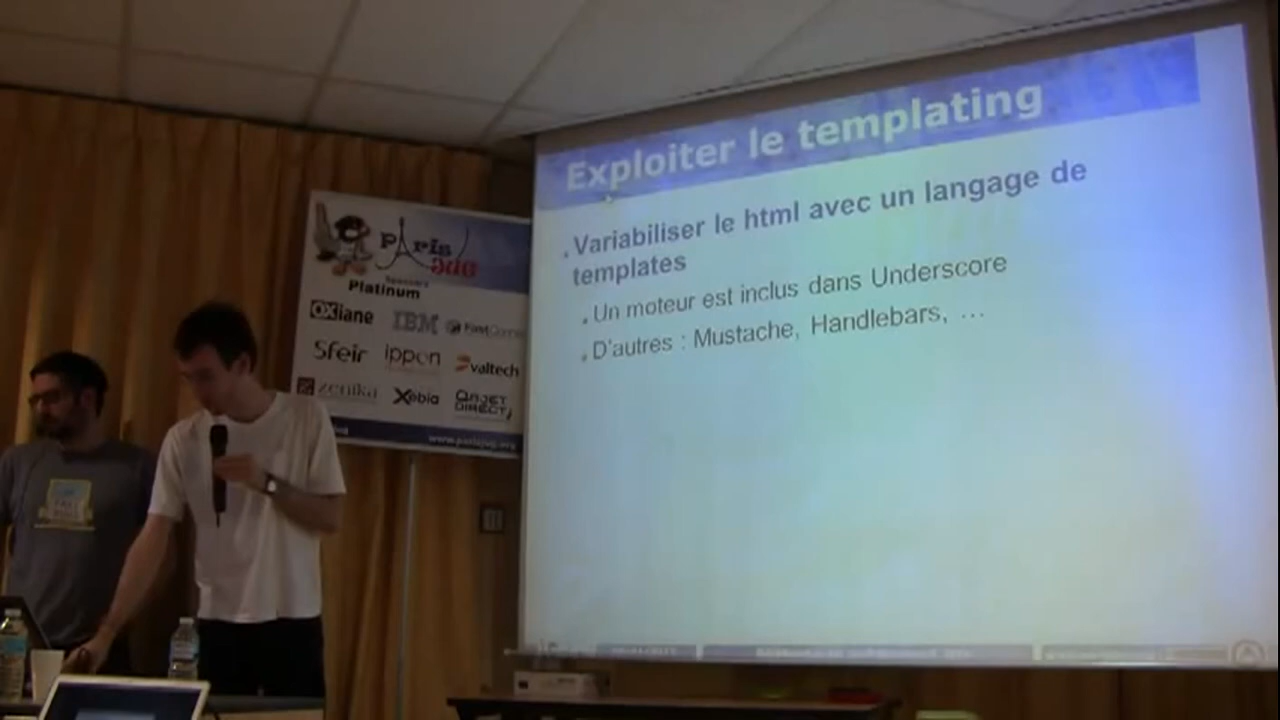 Exploiter le templating
Variabiliser le html avec un langage de
templates
Un moteur est inclus dans Underscore
D'autres : Mustache, Handlebars, ...
Paris
JUG
Platinum
OXiane
IBM
Sfeir
ippon
valtech
zenika
Xebia
OBJET
DIRECT
www.parisjug.org